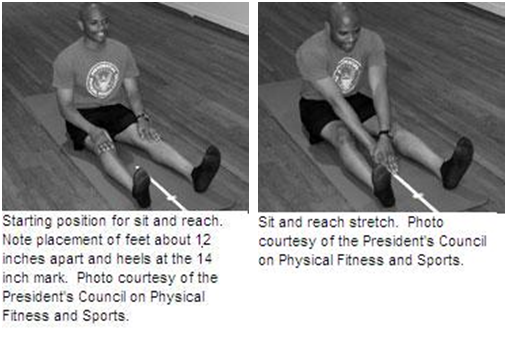 Starting position for sit and reach.
Note placement of feet about 12
inches apart and heels at the 14
inch mark.  Photo courtesy of the
President's Council on Physical
Fitness and Sports.
Sit and reach stretch.  Photo
courtesy of the President's Council
on Physical Fitness and Sports.